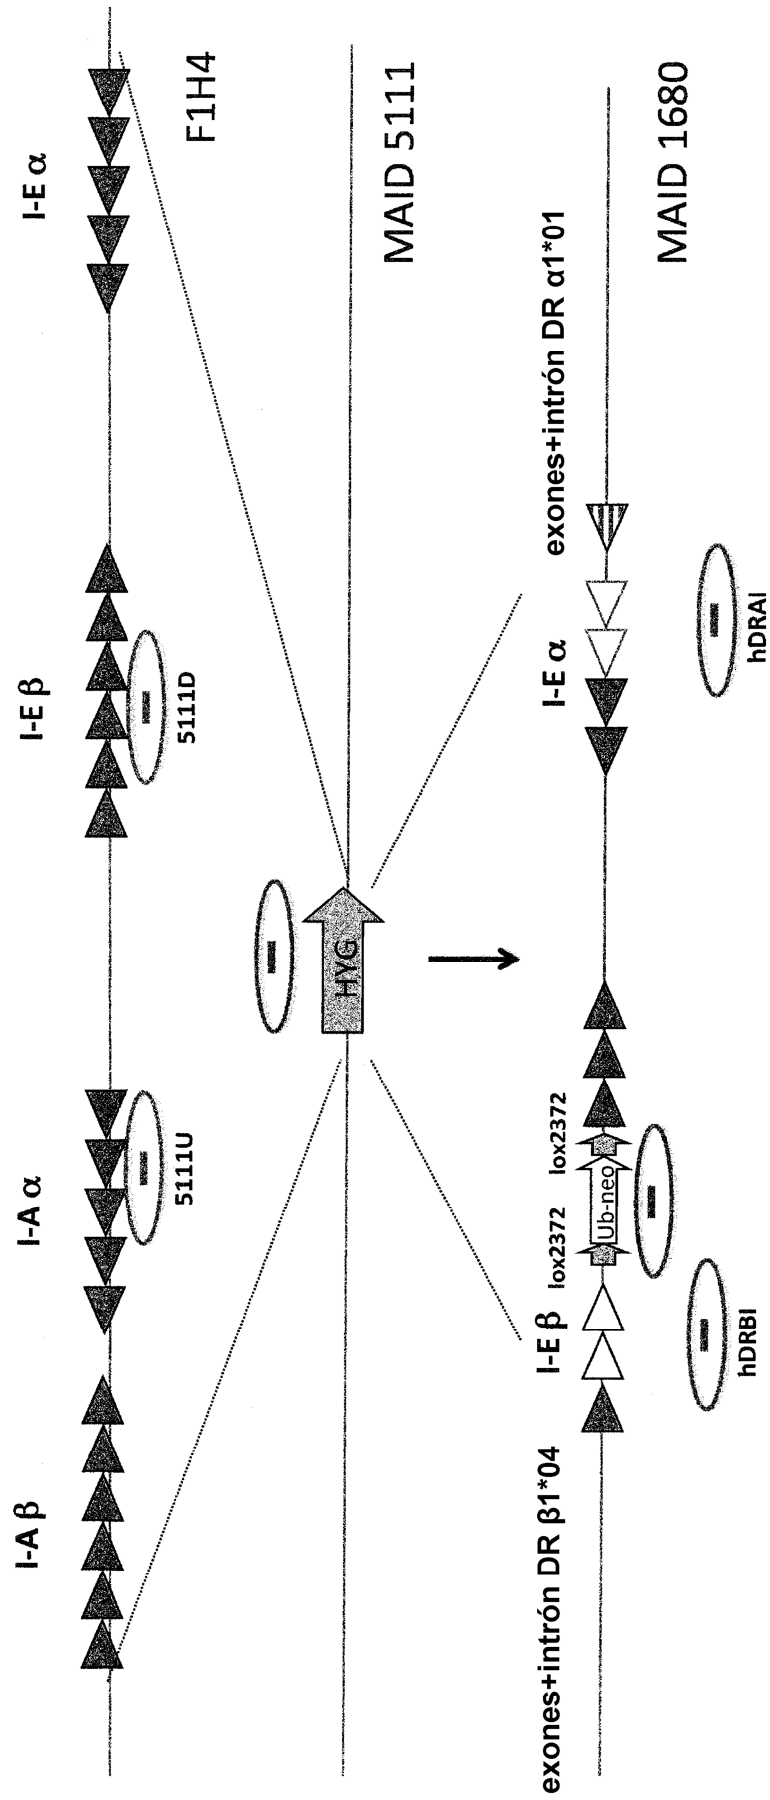 I-A β
I-A α
I-E β
I-E α
5111U
5111D
F1H4
HYG
MAID 5111
exones+intrón DR β1*04
I-E β
lox2372
lox2372
I-E α
exones+intrón DR α1*01
Ub-neo
hDRBI
hDRAI
MAID 1680